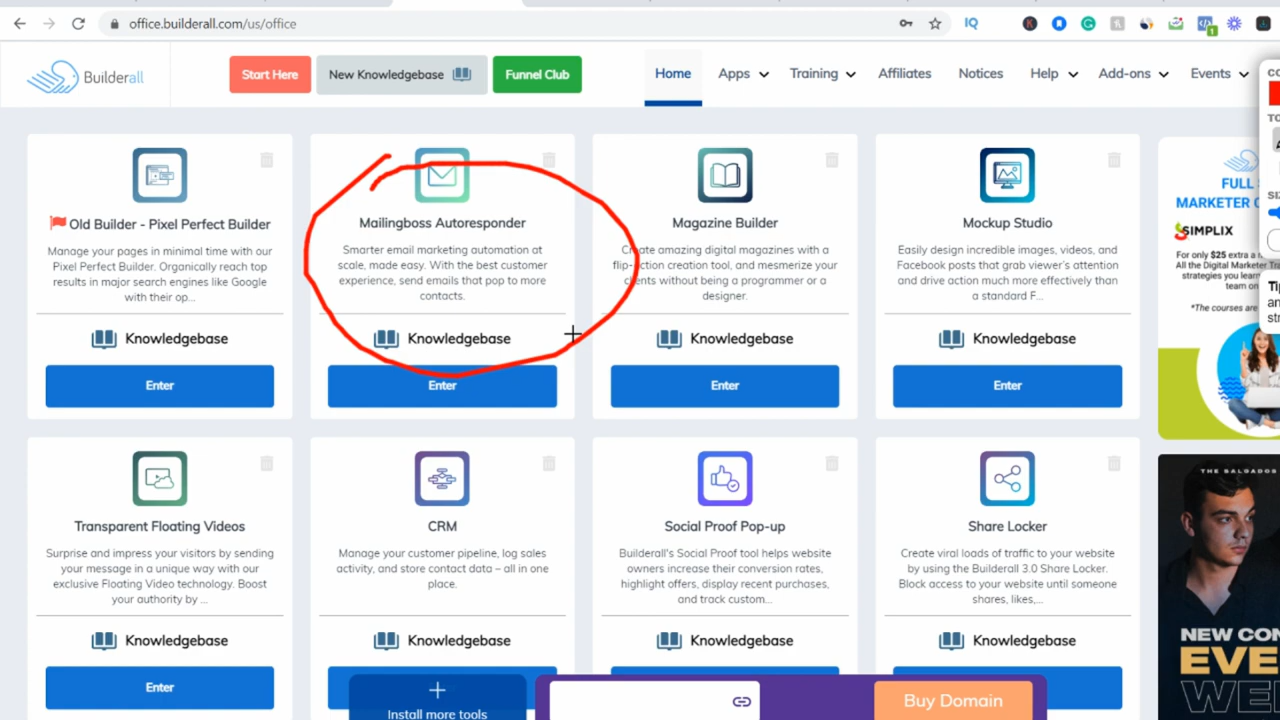 office.builderall.com/us/office
IQ
1
Builderall
Start Here
New Knowledgebase
Funnel Club
Home
Apps
Training
Affiliates
Notices
Help
Add-ons
Events
Old Builder - Pixel Perfect Builder
Manage your pages in minimal time with our
Pixel Perfect Builder. Organically reach top
results in major search engines like Google
with their op...
Knowledgebase
Enter
Mailingboss Autoresponder
Smarter email marketing automation at
scale, made easy. With the best customer
experience, send emails that pop to more
contacts.
Knowledgebase
Enter
Magazine Builder
Create amazing digital magazines with a
flip-action creation tool, and mesmerize your
clients without being a programmer or a
designer.
Knowledgebase
Enter
Mockup Studio
Easily design incredible images, videos, and
Facebook posts that grab viewer's attention
and drive action much more effectively than
a standard F...
Knowledgebase
Enter
Transparent Floating Videos
Surprise and impress your visitors by sending
your message in a unique way with our
exclusive Floating Video technology. Boost
your authority by ...
Knowledgebase
Enter
CRM
Manage your customer pipeline, log sales
activity, and store contact data – all in one
place.
Knowledgebase
Social Proof Pop-up
Builderall's Social Proof tool helps website
owners increase their conversion rates,
highlight offers, display recent purchases,
and track custom...
Knowledgebase
Share Locker
Create viral loads of traffic to your website
by using the Builderall 3.0 Share Locker.
Block access to your website until someone
shares, likes,...
Knowledgebase
Install more tools
Buy Domain
FULL
MARKETER
SIMPLIX
For only $25 extra a
All the Digital Marketer
strategies you
team on
*The courses are
THE SALGADOS
NEW